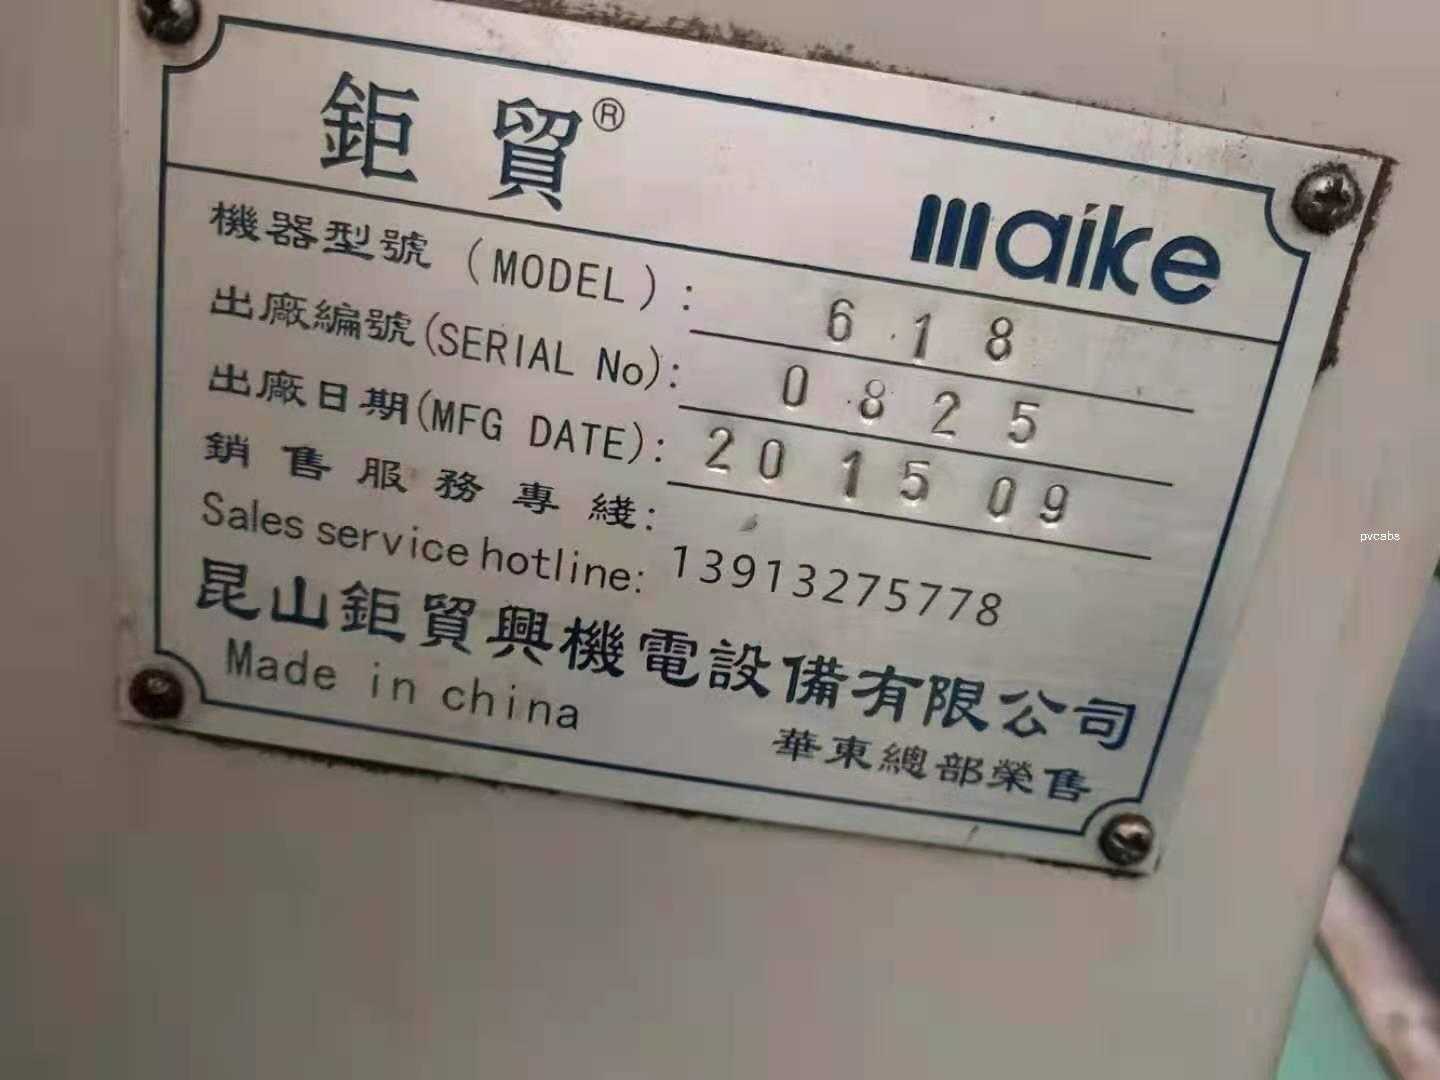 鉅貿® maike
機器型號（MODEL）: 618
出廠編號(SERIAL No): 0825
出廠日期(MFG DATE): 2015 09
銷售服務專綫:
Sales service hotline: 13913275778
昆山鉅貿興機電設備有限公司
Made in china
華東總部榮售
pvcabs